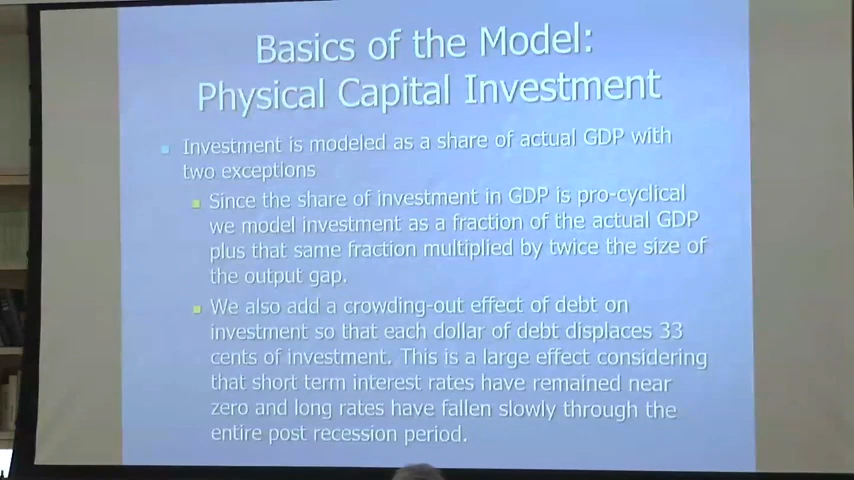 Basics of the Model:
Physical Capital Investment
Investment is modeled as a share of actual GDP with
two exceptions
Since the share of investment in GDP is pro-cyclical
we model investment as a fraction of the actual GDP
plus that same fraction multiplied by twice the size of
the output gap.
We also add a crowding-out effect of debt on
investment so that each dollar of debt displaces 33
cents of investment. This is a large effect considering
that short term interest rates have remained near
zero and long rates have fallen slowly through the
entire post recession period.